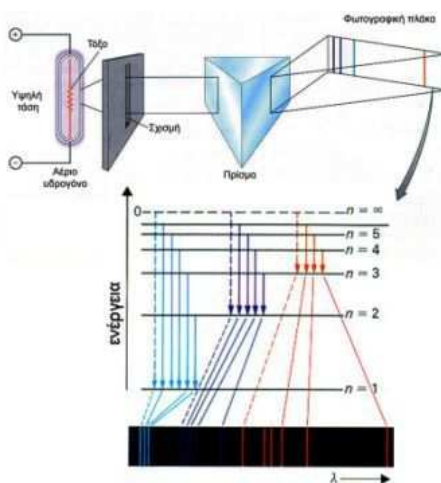 Φωτογραφική πλάκα
+
Τόξο
Υψηλή
τάση
Σχισμή
−
Αέριο
υδρογόνο
Πρίσμα
0
n = ∞
n = 5
n = 4
n = 3
n = 2
n = 1
ενέργεια
λ